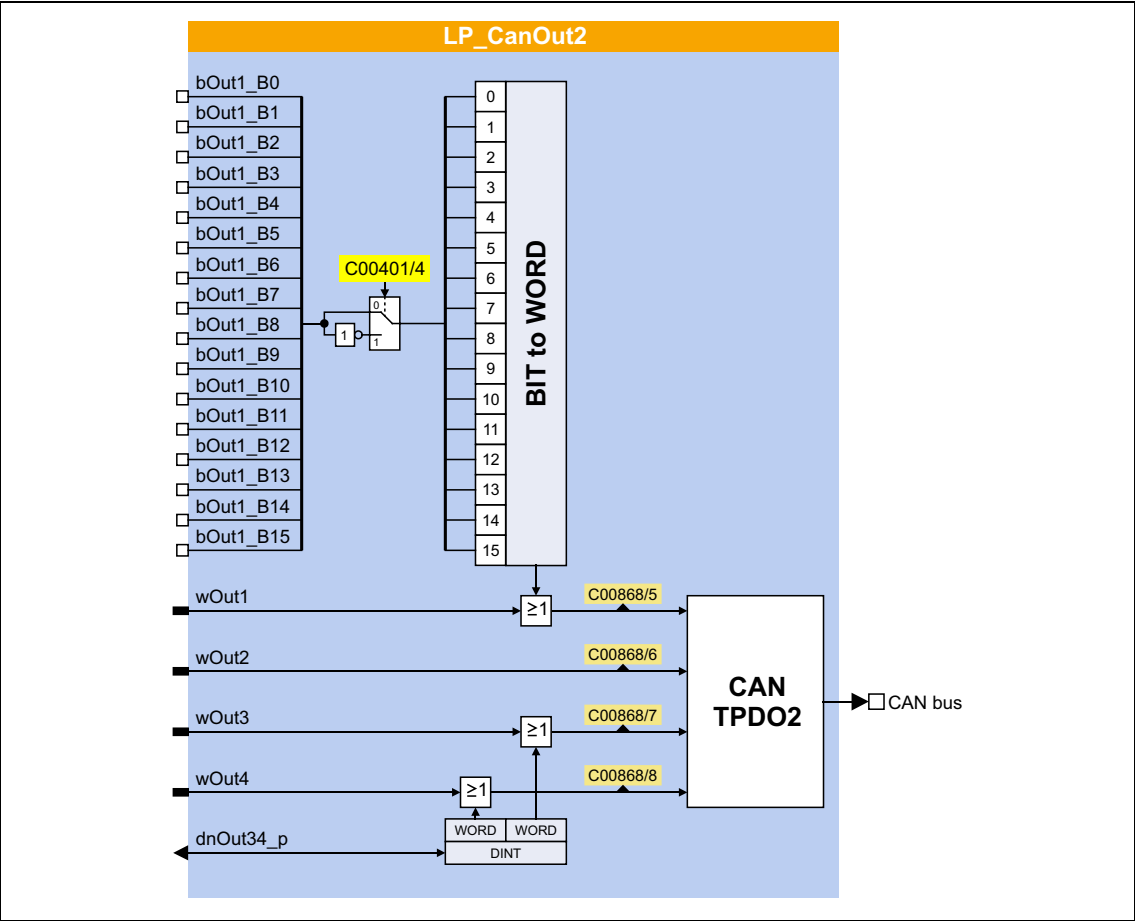 LP_CanOut2
bOut1_B0
bOut1_B1
bOut1_B2
bOut1_B3
bOut1_B4
bOut1_B5
bOut1_B6
bOut1_B7
bOut1_B8
bOut1_B9
bOut1_B10
bOut1_B11
bOut1_B12
bOut1_B13
bOut1_B14
bOut1_B15
C00401/4
0
1
1
0
1
2
3
4
5
6
7
8
9
10
11
12
13
14
15
BIT to WORD
wOut1
≥1
C00868/5
wOut2
C00868/6
wOut3
≥1
C00868/7
wOut4
≥1
C00868/8
dnOut34_p
WORD WORD
DINT
CAN
TPDO2
CAN bus